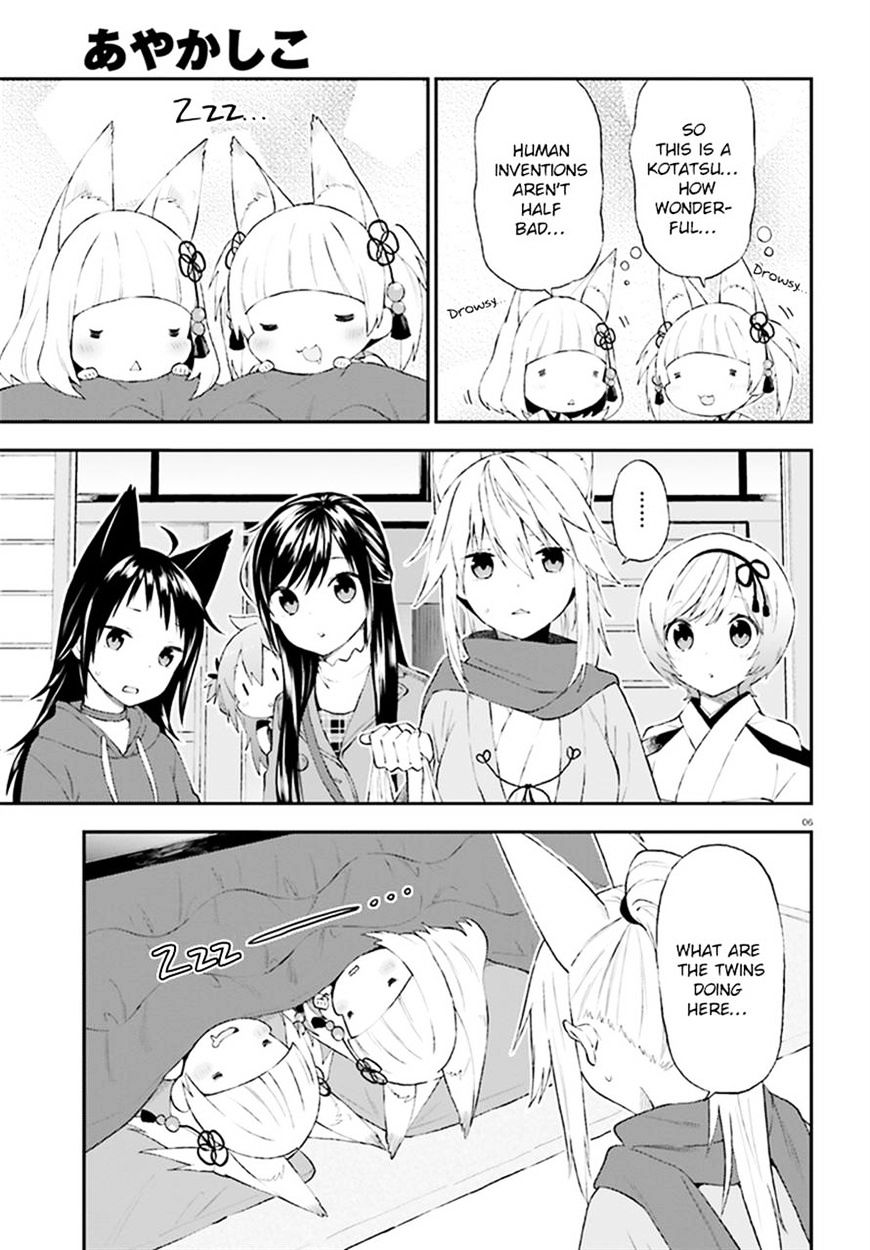 あやかしこ
SO
THIS IS A
KOTATSU...
HOW
WONDER-
FUL...
HUMAN
INVENTIONS
AREN'T
HALF
BAD...
Drowsy...
Drowsy...
Zzz...
......
06
Zzz
...
WHAT ARE
THE TWINS
DOING
HERE...